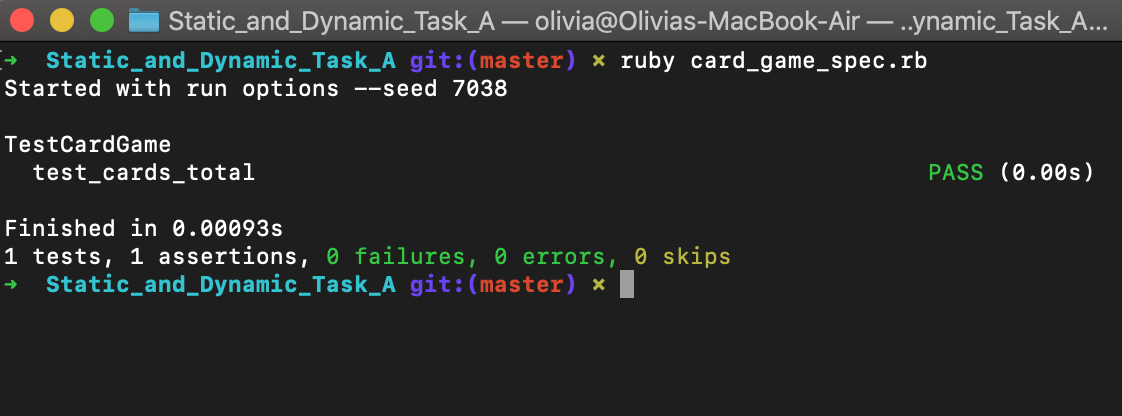 Static_and_Dynamic_Task_A — olivia@Olivias-MacBook-Air — ..ynamic_Task_A...
→ Static_and_Dynamic_Task_A git:(master) × ruby card_game_spec.rb
Started with run options --seed 7038
TestCardGame
test_cards_total PASS (0.00s)
Finished in 0.00093s
1 tests, 1 assertions, 0 failures, 0 errors, 0 skips
→ Static_and_Dynamic_Task_A git:(master) ×